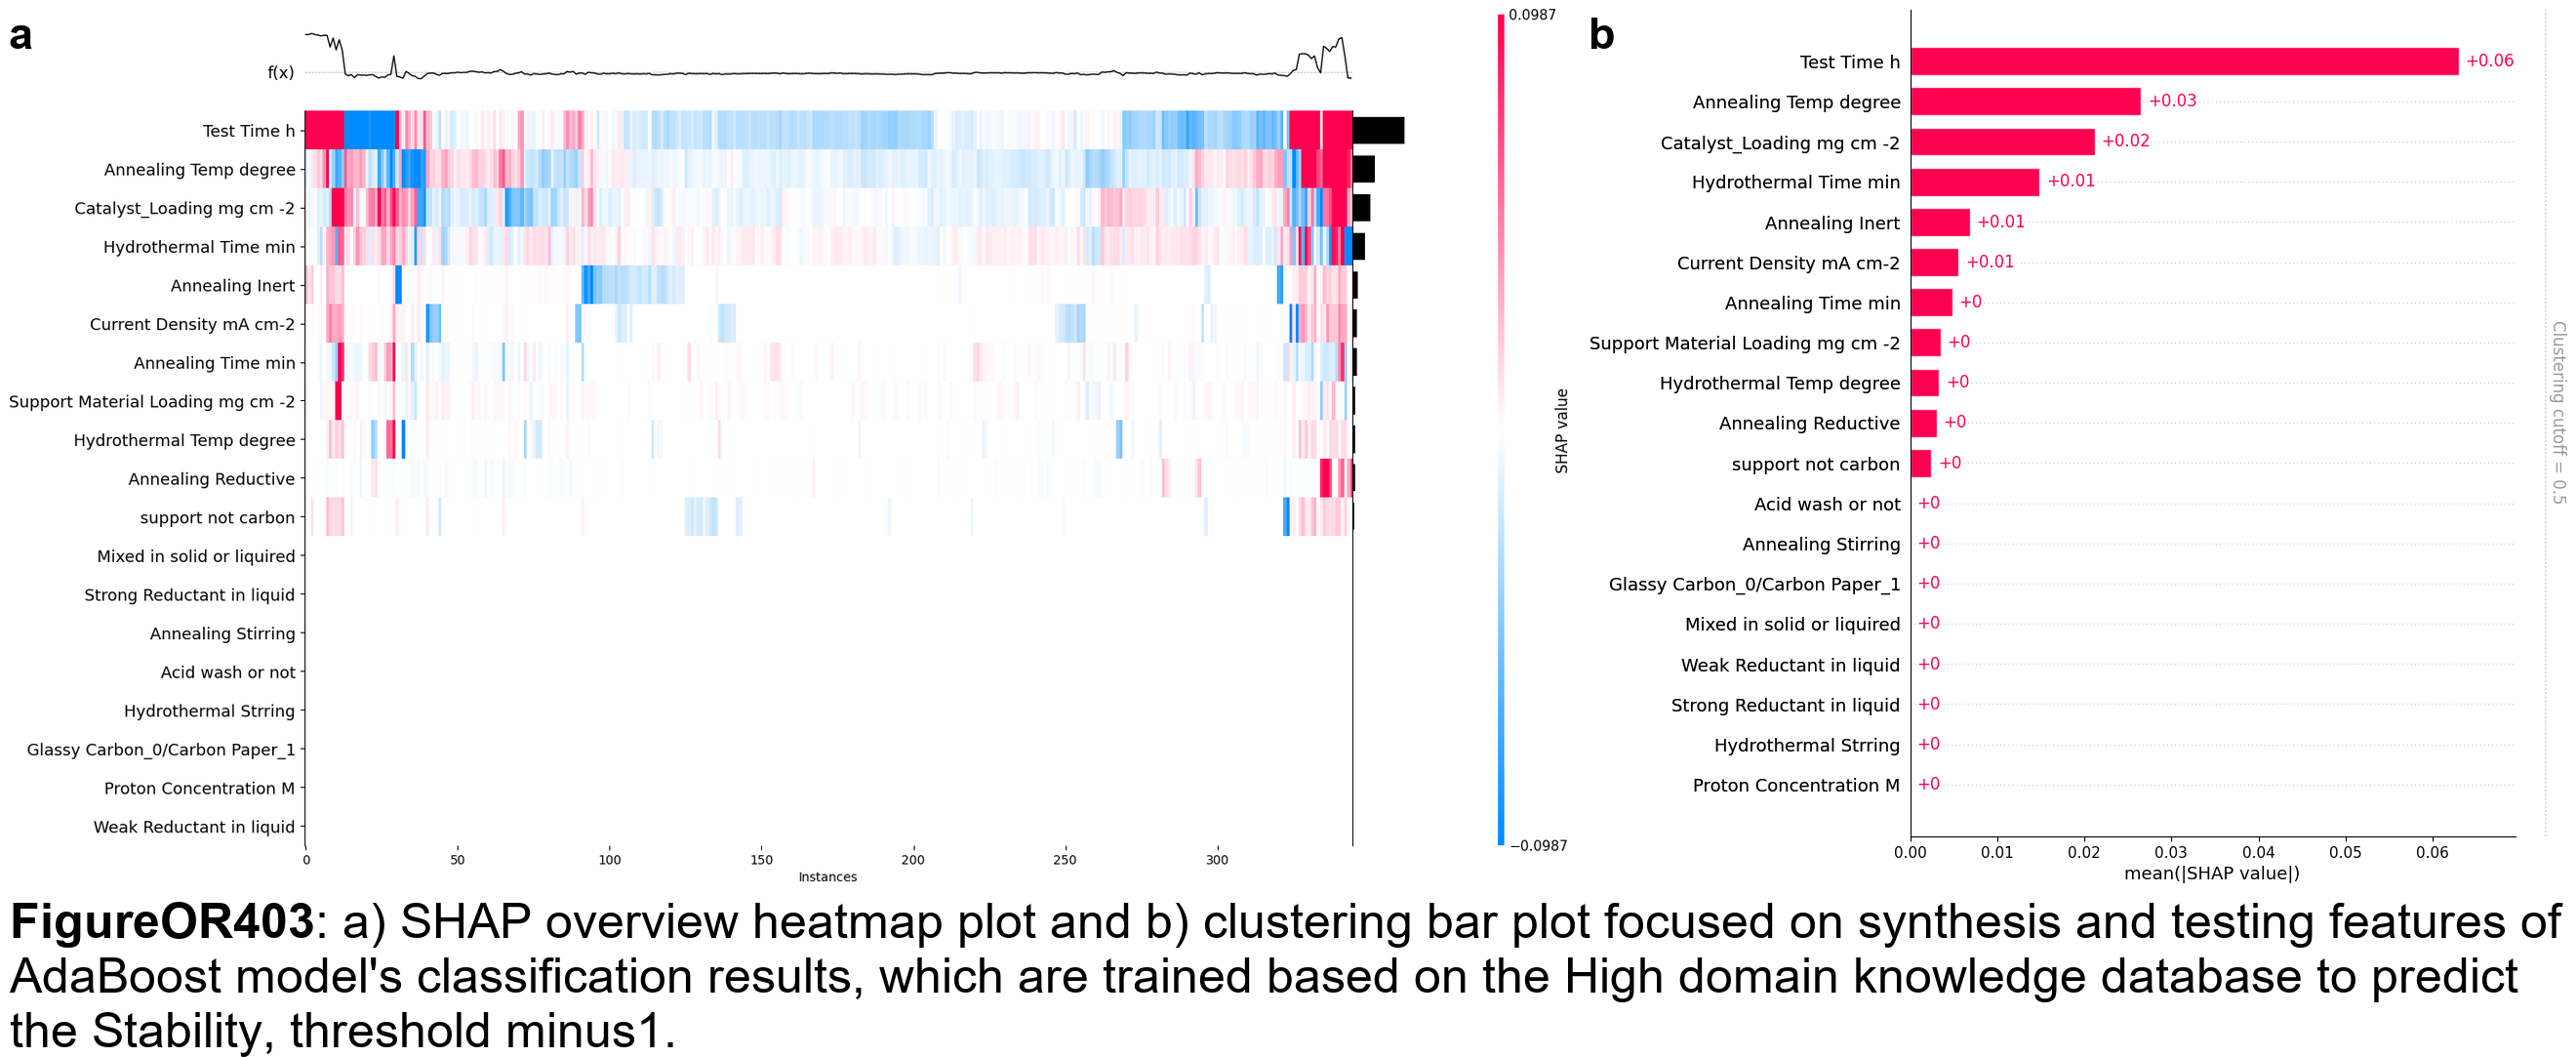 a
f(x)
Test Time h
Annealing Temp degree
Catalyst_Loading mg cm -2
Hydrothermal Time min
Annealing Inert
Current Density mA cm-2
Annealing Time min
Support Material Loading mg cm -2
Hydrothermal Temp degree
Annealing Reductive
support not carbon
Mixed in solid or liquired
Strong Reductant in liquid
Annealing Stirring
Acid wash or not
Hydrothermal Strring
Glassy Carbon_0/Carbon Paper_1
Proton Concentration M
Weak Reductant in liquid
0 50 100 150 200 250 300
Instances
0.0987
SHAP value
−0.0987
b
Test Time h +0.06
Annealing Temp degree +0.03
Catalyst_Loading mg cm -2 +0.02
Hydrothermal Time min +0.01
Annealing Inert +0.01
Current Density mA cm-2 +0.01
Annealing Time min +0
Support Material Loading mg cm -2 +0
Hydrothermal Temp degree +0
Annealing Reductive +0
support not carbon +0
Acid wash or not +0
Annealing Stirring +0
Glassy Carbon_0/Carbon Paper_1 +0
Mixed in solid or liquired +0
Weak Reductant in liquid +0
Strong Reductant in liquid +0
Hydrothermal Strring +0
Proton Concentration M +0
0.00 0.01 0.02 0.03 0.04 0.05 0.06
mean(|SHAP value|)
Clustering cutoff = 0.5
FigureOR403: a) SHAP overview heatmap plot and b) clustering bar plot focused on synthesis and testing features of
AdaBoost model's classification results, which are trained based on the High domain knowledge database to predict
the Stability, threshold minus1.